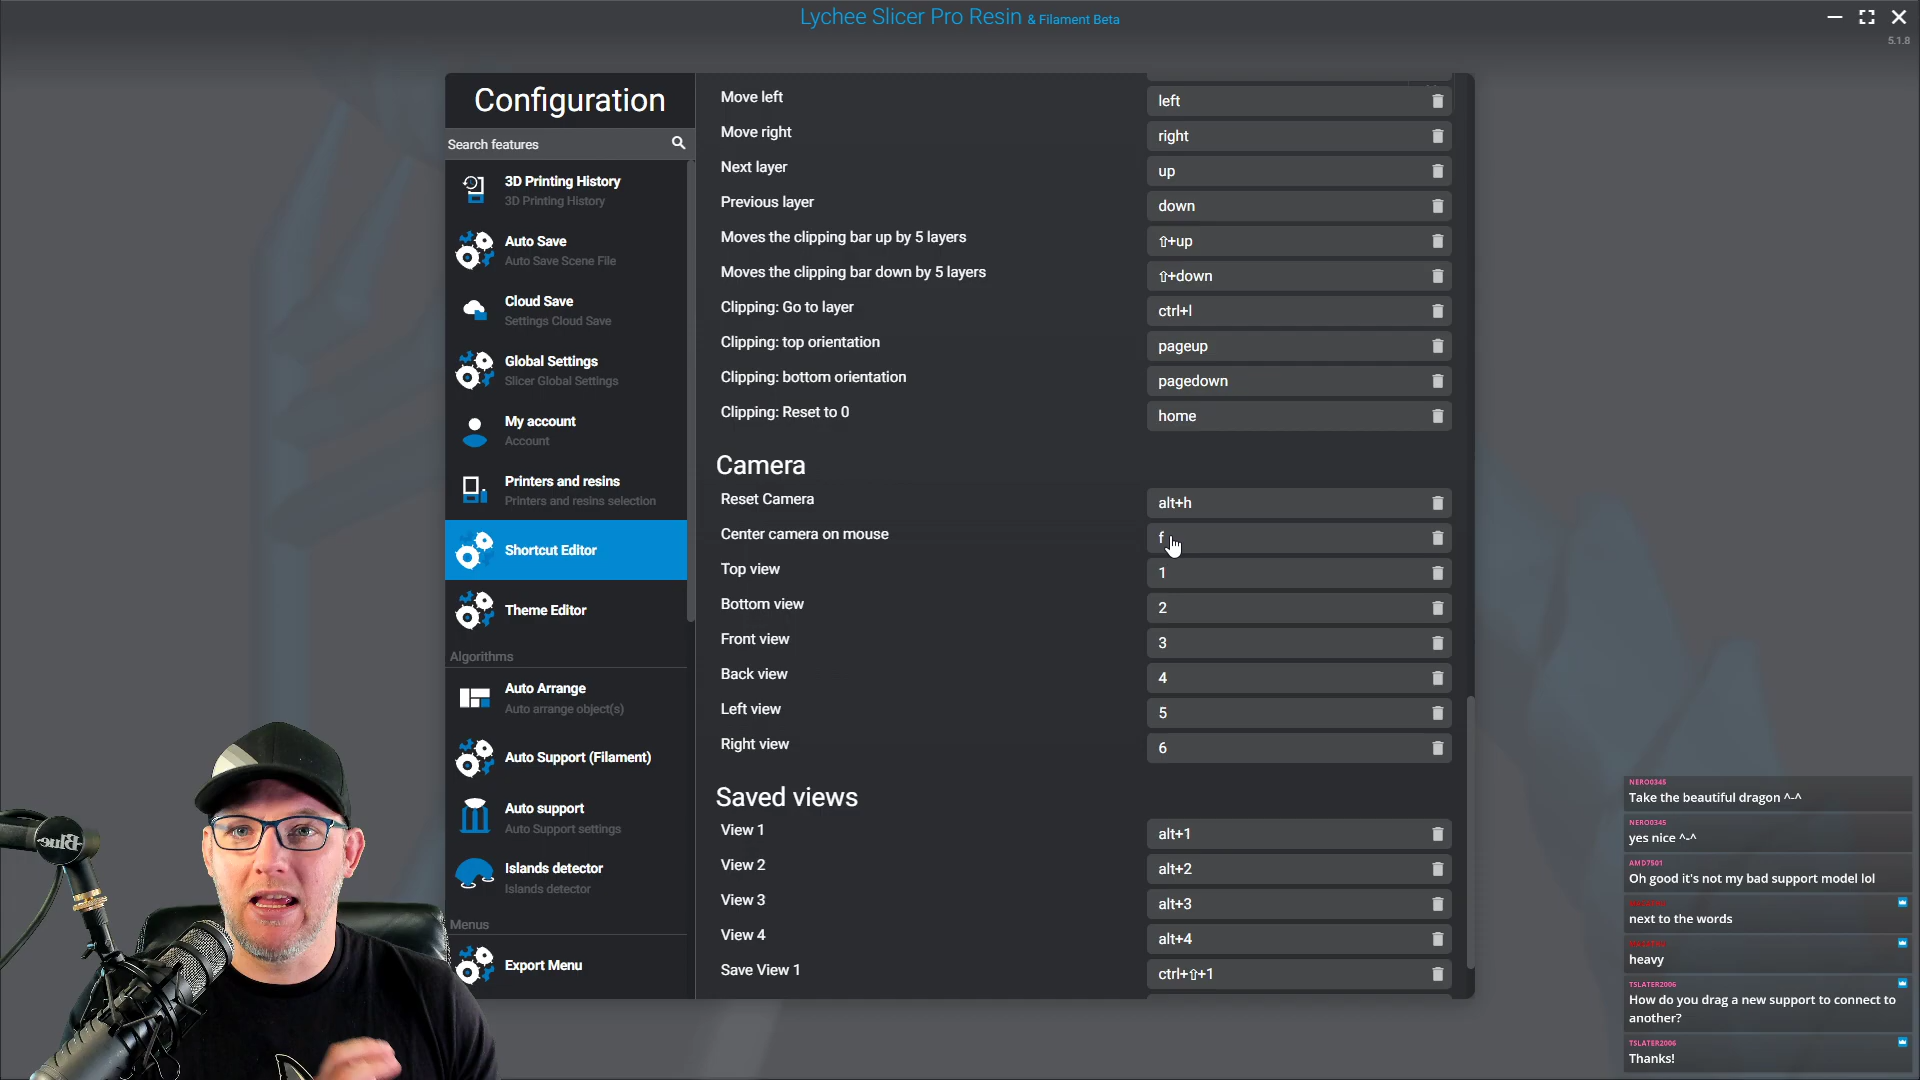 Lychee Slicer Pro Resin & Filament Beta
5.1.8
Configuration
Search features
3D Printing History
3D Printing History
Auto Save
Auto Save Scene File
Cloud Save
Settings Cloud Save
Global Settings
Slicer Global Settings
My account
Account
Printers and resins
Printers and resins selection
Shortcut Editor
Theme Editor
Algorithms
Auto Arrange
Auto arrange object(s)
Auto Support (Filament)
Auto support
Auto Support settings
Islands detector
Islands detector
Menus
Export Menu
Move left left
Move right right
Next layer up
Previous layer down
Moves the clipping bar up by 5 layers ⇧+up
Moves the clipping bar down by 5 layers ⇧+down
Clipping: Go to layer ctrl+l
Clipping: top orientation pageup
Clipping: bottom orientation pagedown
Clipping: Reset to 0 home
Camera
Reset Camera alt+h
Center camera on mouse f
Top view 1
Bottom view 2
Front view 3
Back view 4
Left view 5
Right view 6
Saved views
View 1 alt+1
View 2 alt+2
View 3 alt+3
View 4 alt+4
Save View 1 ctrl+⇧+1
Blue
NERO0345
Take the beautiful dragon ^-^
NERO0345
yes nice ^-^
AMD7501
Oh good it's not my bad support model lol
next to the words
heavy
TSLATER2006
How do you drag a new support to connect to
another?
TSLATER2006
Thanks!